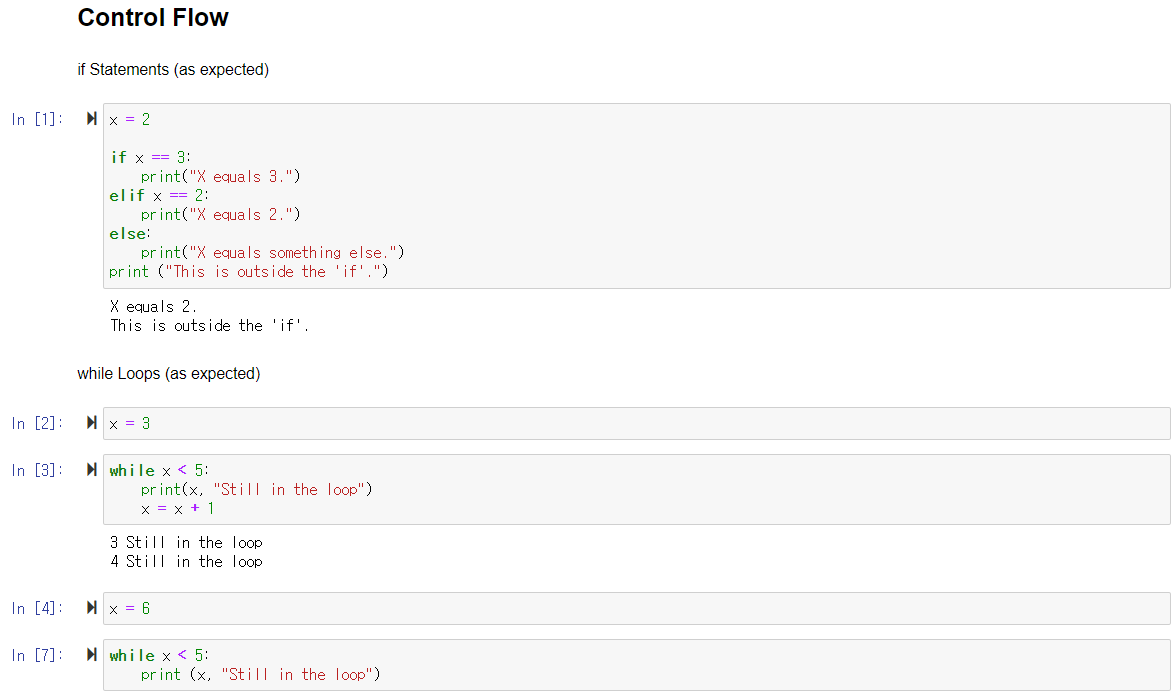 Control Flow
if Statements (as expected)
In [1]:
x = 2
if x == 3:
    print("X equals 3.")
elif x == 2:
    print("X equals 2.")
else:
    print("X equals something else.")
print ("This is outside the 'if'.")
X equals 2.
This is outside the 'if'.
while Loops (as expected)
In [2]:
x = 3
In [3]:
while x < 5:
    print(x, "Still in the loop")
    x = x + 1
3 Still in the loop
4 Still in the loop
In [4]:
x = 6
In [7]:
while x < 5:
    print (x, "Still in the loop")